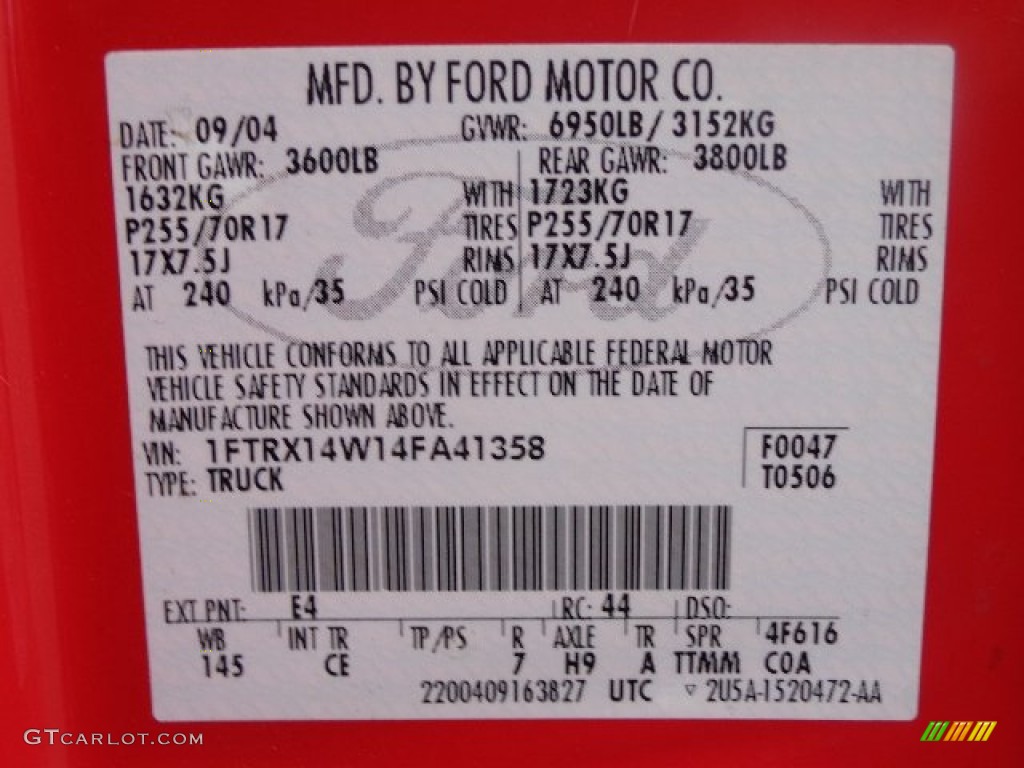 MFD. BY FORD MOTOR CO.
DATE: 09/04 GVWR: 6950LB/ 3152KG
FRONT GAWR: 3600LB REAR GAWR: 3800LB
1632KG WITH 1723KG WITH
P255/70R17 TIRES P255/70R17 TIRES
17X7.5J RIMS 17X7.5J RIMS
AT 240 kPa/35 PSI COLD AT 240 kPa/35 PSI COLD
Ford
THIS VEHICLE CONFORMS TO ALL APPLICABLE FEDERAL MOTOR
VEHICLE SAFETY STANDARDS IN EFFECT ON THE DATE OF
MANUFACTURE SHOWN ABOVE.
VIN: 1FTRX14W14FA41358 F0047
TYPE: TRUCK T0506
EXT PNT: E4 RC: 44 DSO:
WB INT TR TP/PS R AXLE TR SPR 4F616
145 CE 7 H9 A TTMM COA
2200409163827 UTC ▽ 2U5A-1520472-AA
GTCARLOT.COM